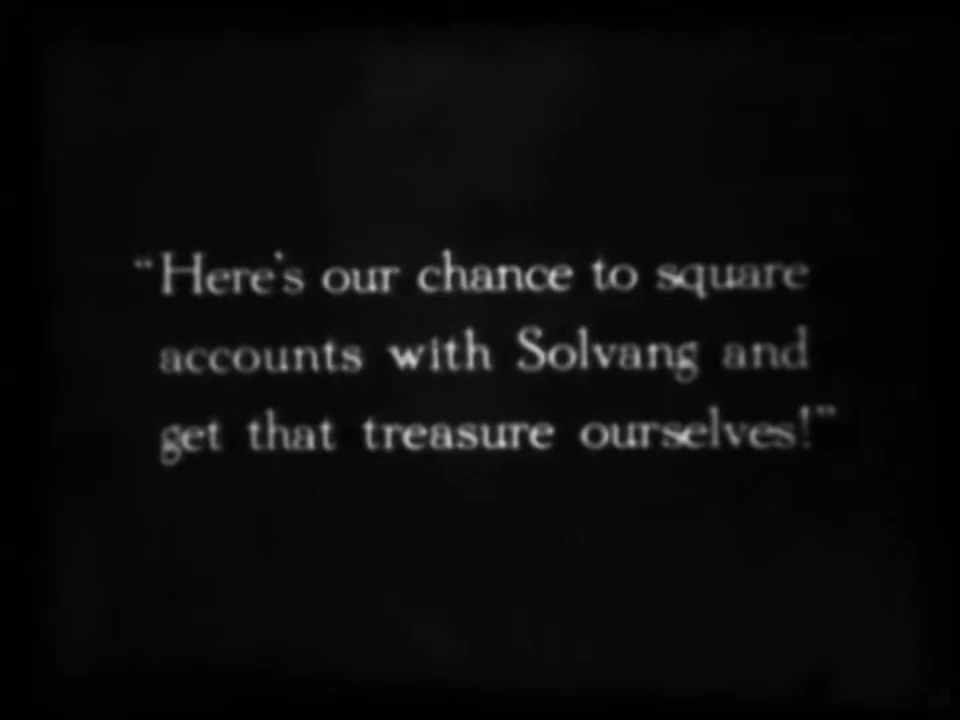 “Here's our chance to square
accounts with Solvang and
get that treasure ourselves!”